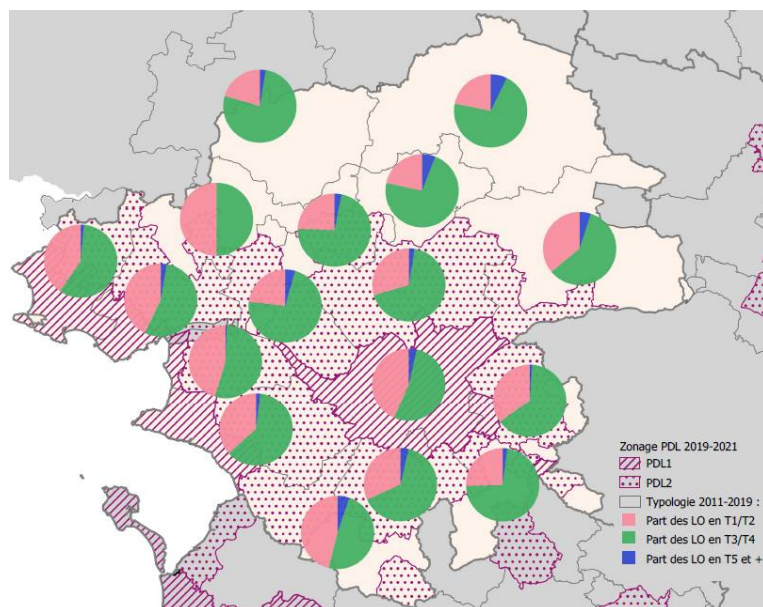 Zonage PDL 2019-2021
PDL1
PDL2
Typologie 2011-2019 :
Part des LO en T1/T2
Part des LO en T3/T4
Part des LO en T5 et +